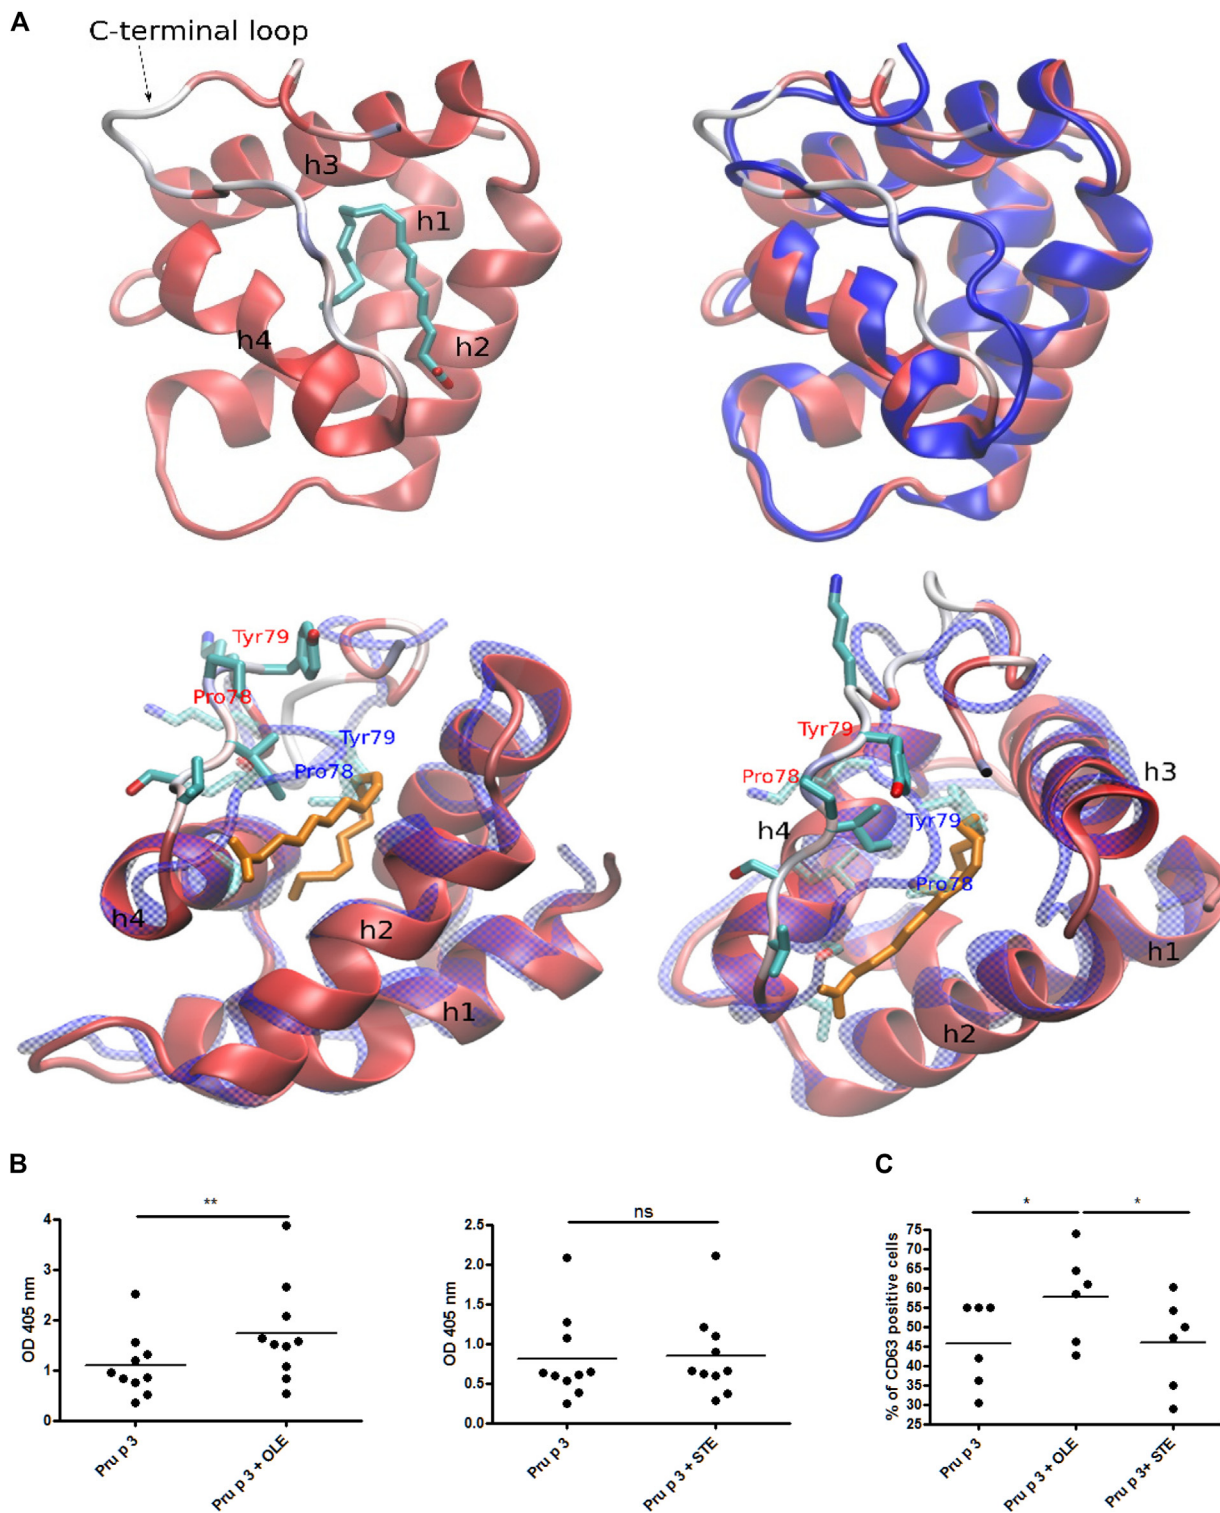 A
C-terminal loop
h3
h1
h4
h2
Tyr79
Pro78
Tyr79
Pro78
h4
h2
h1
Tyr79
Pro78
h3
h4
Tyr79
Pro78
h1
h2
B
**
4
3
2
1
0
OD 405 nm
Pru p 3
Pru p 3 + OLE
ns
2.5
2.0
1.5
1.0
0.5
0.0
OD 405 nm
Pru p 3
Pru p 3 + STE
C
*
*
75
70
65
60
55
50
45
40
35
30
25
% of CD63 positive cells
Pru p 3
Pru p 3 + OLE
Pru p 3+ STE